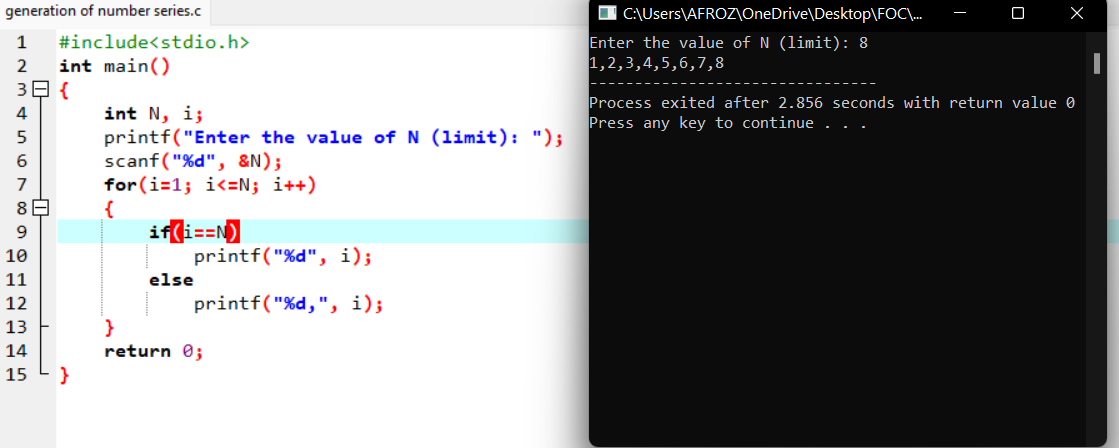 generation of number series.c
1 #include<stdio.h>
2 int main()
3 {
4 int N, i;
5 printf("Enter the value of N (limit): ");
6 scanf("%d", &N);
7 for(i=1; i<=N; i++)
8 {
9 if(i==N)
10 printf("%d", i);
11 else
12 printf("%d,", i);
13 }
14 return 0;
15 }
C:\Users\AFROZ\OneDrive\Desktop\FOC\...
Enter the value of N (limit): 8
1,2,3,4,5,6,7,8
--------------------------------
Process exited after 2.856 seconds with return value 0
Press any key to continue . . .